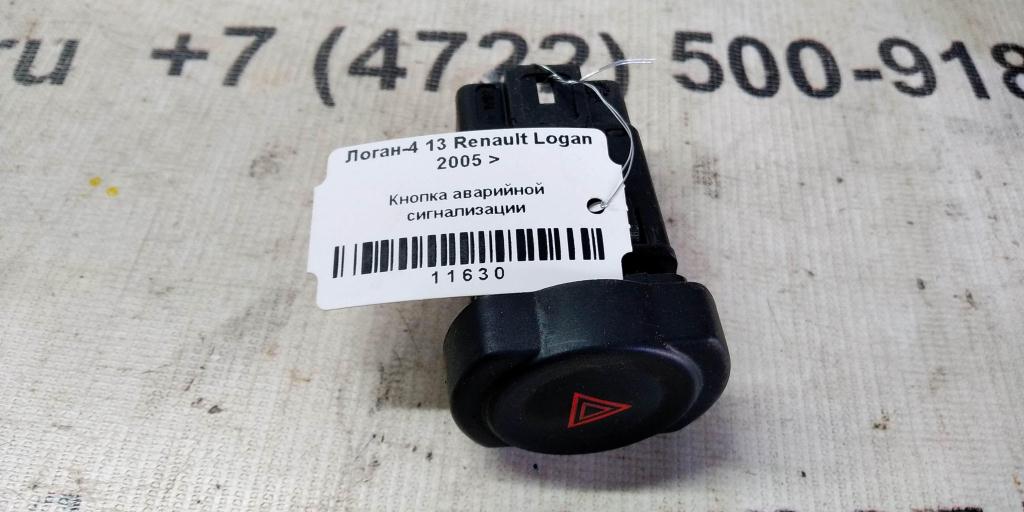 ru +7 (4722) 500-918
Логан-4 13 Renault Logan
2005 >
Кнопка аварийной
сигнализации
11630